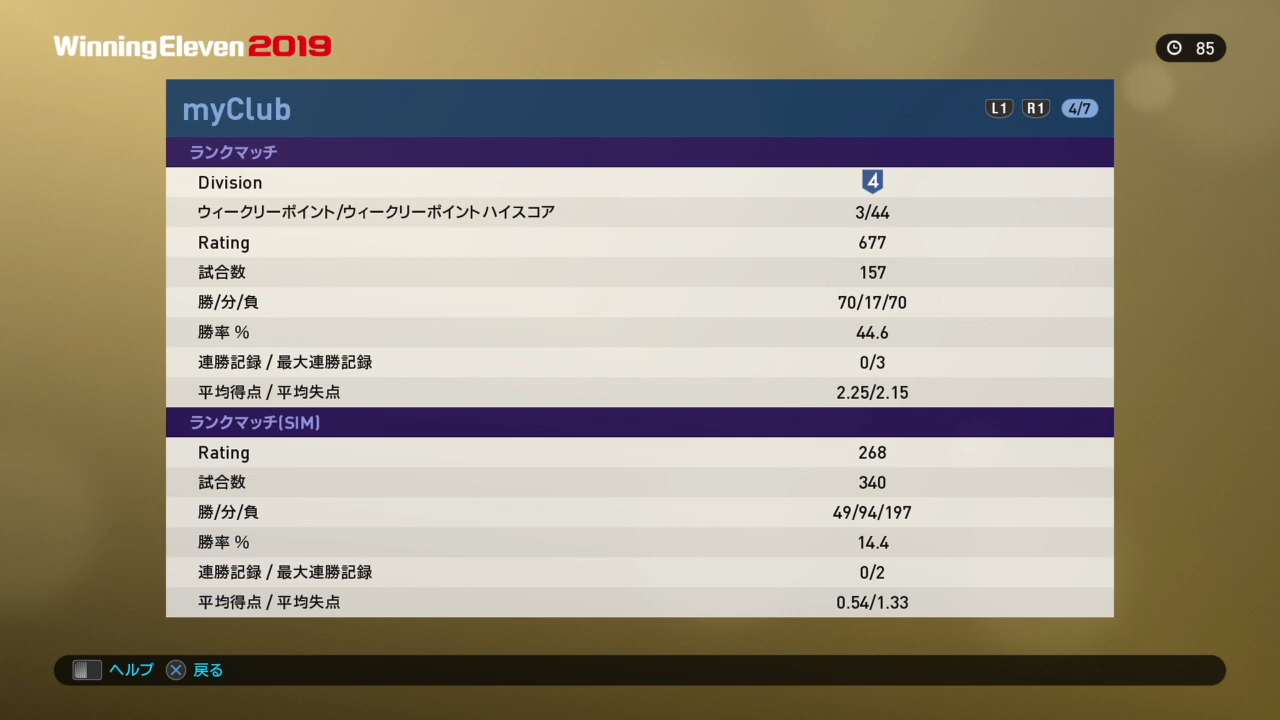 Winning Eleven 2019
85
myClub
L1 R1 4/7
ランクマッチ
Division 4
ウィークリーポイント/ウィークリーポイントハイスコア 3/44
Rating 677
試合数 157
勝/分/負 70/17/70
勝率 % 44.6
連勝記録 / 最大連勝記録 0/3
平均得点 / 平均失点 2.25/2.15
ランクマッチ(SIM)
Rating 268
試合数 340
勝/分/負 49/94/197
勝率 % 14.4
連勝記録 / 最大連勝記録 0/2
平均得点 / 平均失点 0.54/1.33
ヘルプ 戻る